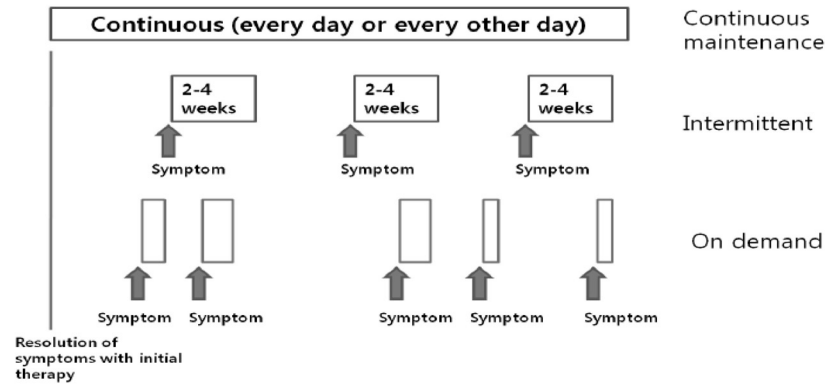 Continuous (every day or every other day)
Continuous
maintenance
2-4
weeks
2-4
weeks
2-4
weeks
Intermittent
Symptom
Symptom
Symptom
On demand
Symptom
Symptom
Symptom
Symptom
Symptom
Resolution of
symptoms with initial
therapy